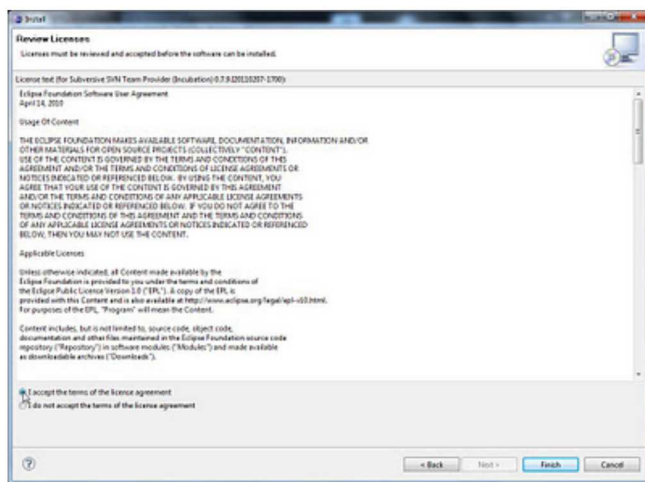 Install
Review Licenses
Licenses must be reviewed and accepted before the software can be installed.
License text (for Subversive SVN Team Provider (Incubation) 0.7.9.I20110207-1700):
Eclipse Foundation Software User Agreement
April 14, 2010
Usage Of Content
THE ECLIPSE FOUNDATION MAKES AVAILABLE SOFTWARE, DOCUMENTATION, INFORMATION AND/OR
OTHER MATERIALS FOR OPEN SOURCE PROJECTS (COLLECTIVELY "CONTENT").
USE OF THE CONTENT IS GOVERNED BY THE TERMS AND CONDITIONS OF THIS
AGREEMENT AND/OR THE TERMS AND CONDITIONS OF LICENSE AGREEMENTS OR
NOTICES INDICATED OR REFERENCED BELOW. BY USING THE CONTENT, YOU
AGREE THAT YOUR USE OF THE CONTENT IS GOVERNED BY THIS AGREEMENT
AND/OR THE TERMS AND CONDITIONS OF ANY APPLICABLE LICENSE AGREEMENTS
OR NOTICES INDICATED OR REFERENCED BELOW. IF YOU DO NOT AGREE TO THE
TERMS AND CONDITIONS OF THIS AGREEMENT AND THE TERMS AND CONDITIONS
OF ANY APPLICABLE LICENSE AGREEMENTS OR NOTICES INDICATED OR REFERENCED
BELOW, THEN YOU MAY NOT USE THE CONTENT.
Applicable Licenses
Unless otherwise indicated, all Content made available by the
Eclipse Foundation is provided to you under the terms and conditions of
the Eclipse Public License Version 1.0 ("EPL"). A copy of the EPL is
provided with this Content and is also available at http://www.eclipse.org/legal/epl-v10.html.
For purposes of the EPL, "Program" will mean the Content.
Content includes, but is not limited to, source code, object code,
documentation and other files maintained in the Eclipse Foundation source code
repository ("Repository") in software modules ("Modules") and made available
as downloadable archives ("Downloads").
I accept the terms of the license agreement
I do not accept the terms of the license agreement
< Back
Next >
Finish
Cancel